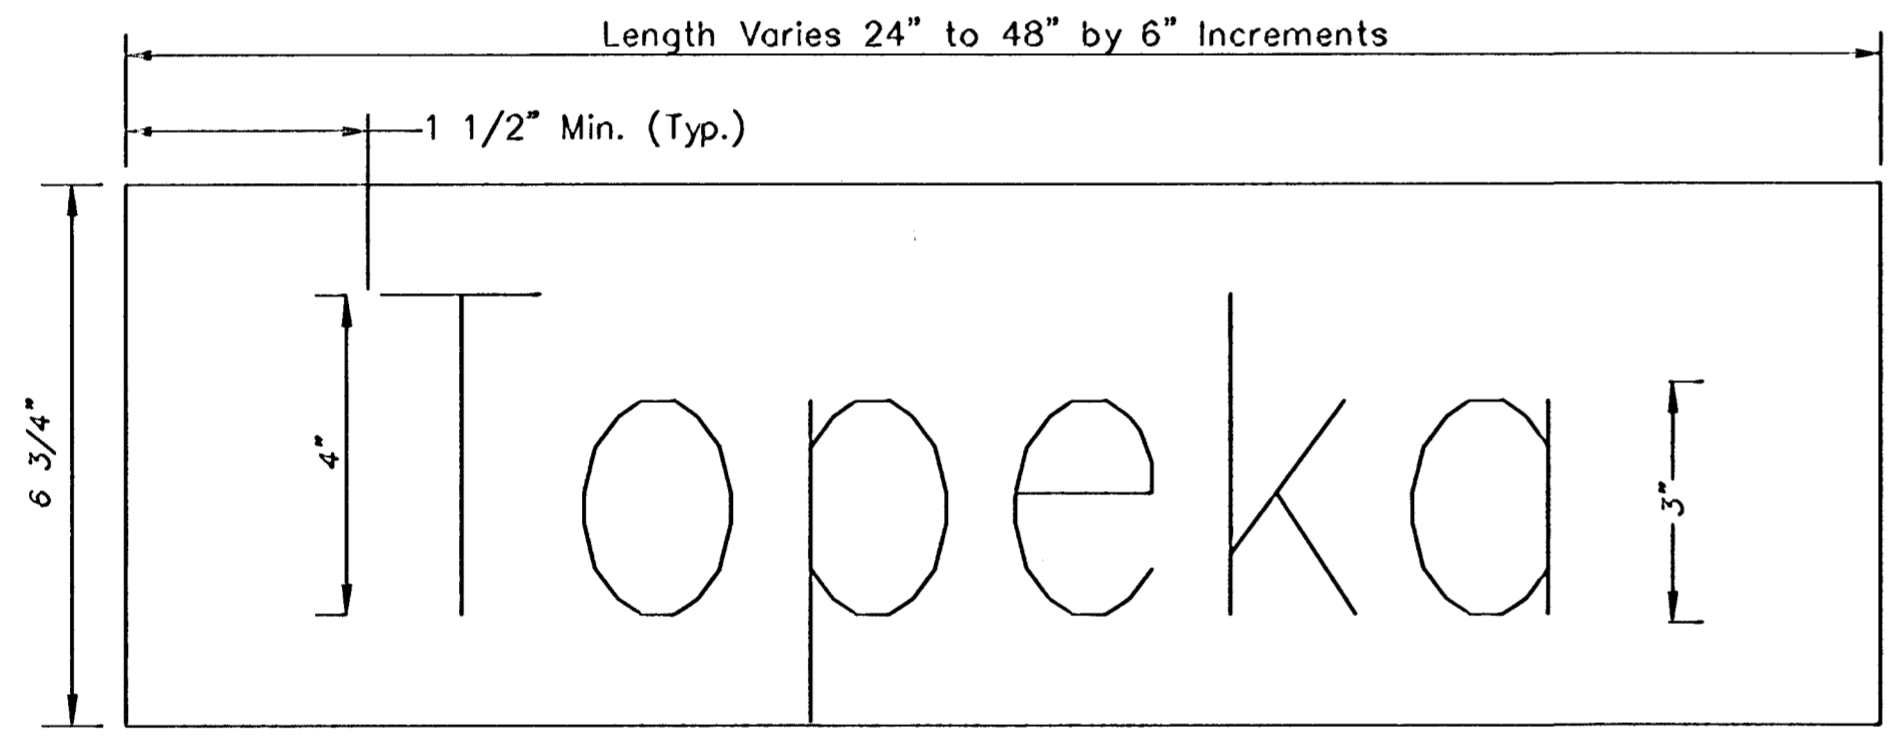 Length Varies 24" to 48" by 6" Increments
1 1/2" Min. (Typ.)
6 3/4"
4"
Topeka
3"